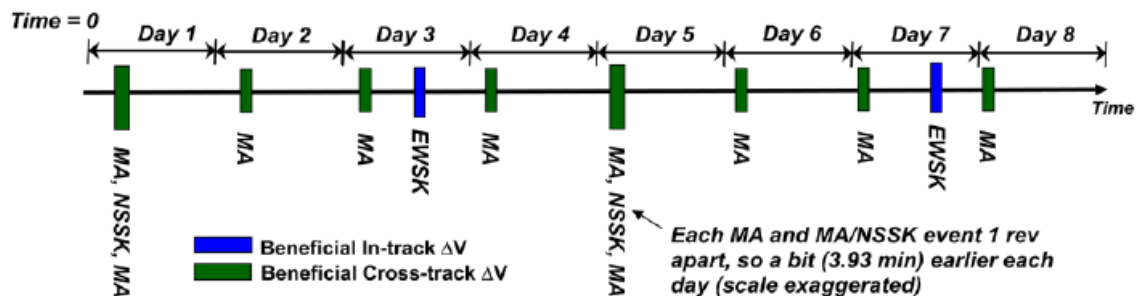 Time = 0
Day 1 Day 2 Day 3 Day 4 Day 5 Day 6 Day 7 Day 8
Time
MA, NSSK, MA
MA
MA
EWSK
MA
MA, NSSK, MA
MA
MA
EWSK
MA
Beneficial In-track ΔV
Beneficial Cross-track ΔV
Each MA and MA/NSSK event 1 rev
apart, so a bit (3.93 min) earlier each
day (scale exaggerated)